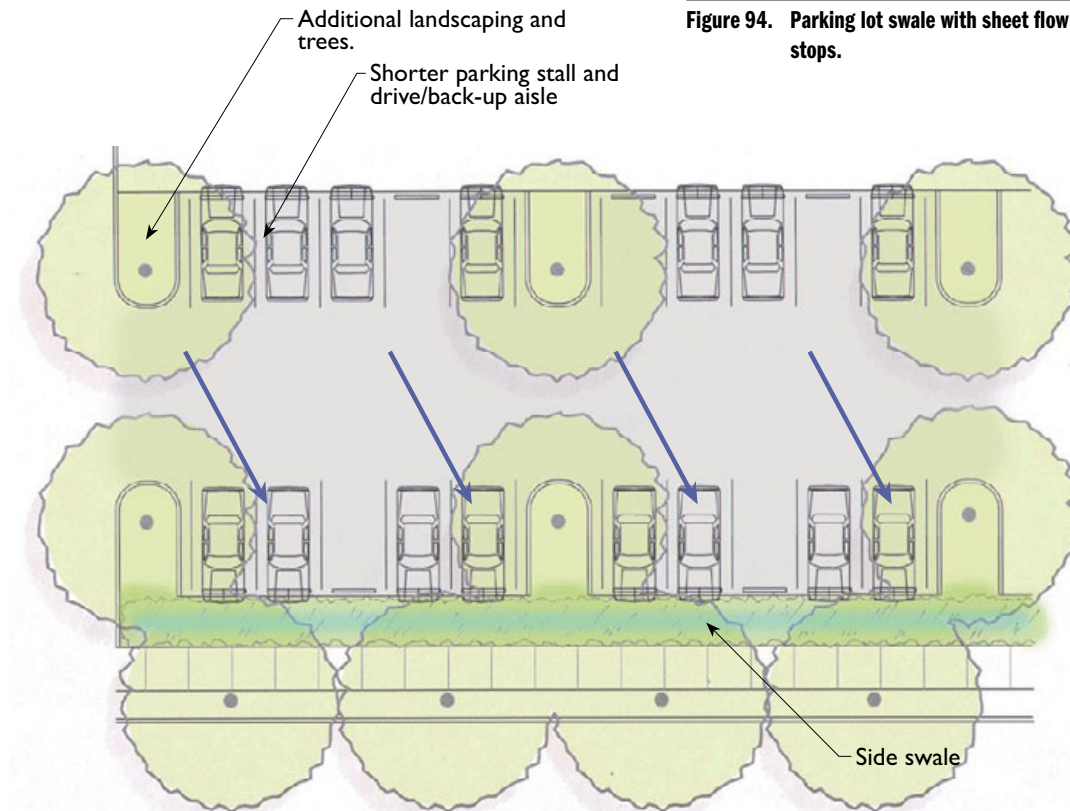 Additional landscaping and
trees.
Shorter parking stall and
drive/back-up aisle
Figure 94. Parking lot swale with sheet flow
stops.
Side swale